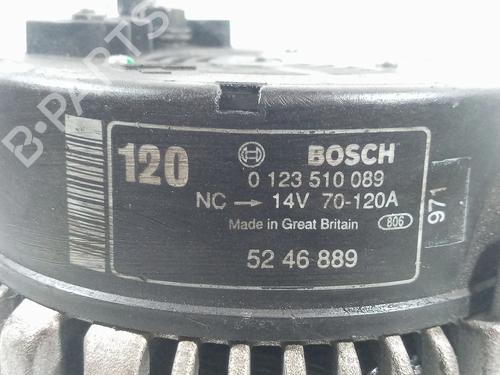 120
BOSCH
0 123 510 089
NC → 14V 70-120A
Made in Great Britain 806
52 46 889
971
B-PARTS